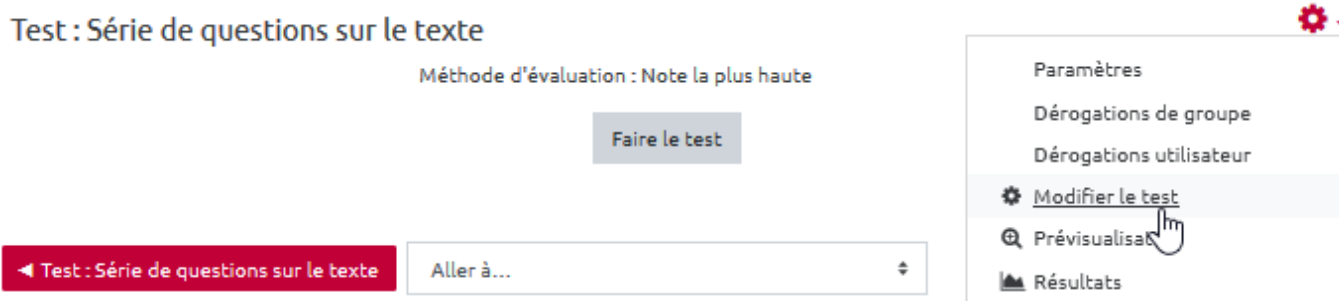 Test : Série de questions sur le texte
Méthode d'évaluation : Note la plus haute
Faire le test
◄ Test : Série de questions sur le texte
Aller à...
Paramètres
Dérogations de groupe
Dérogations utilisateur
Modifier le test
Prévisualisat
Résultats